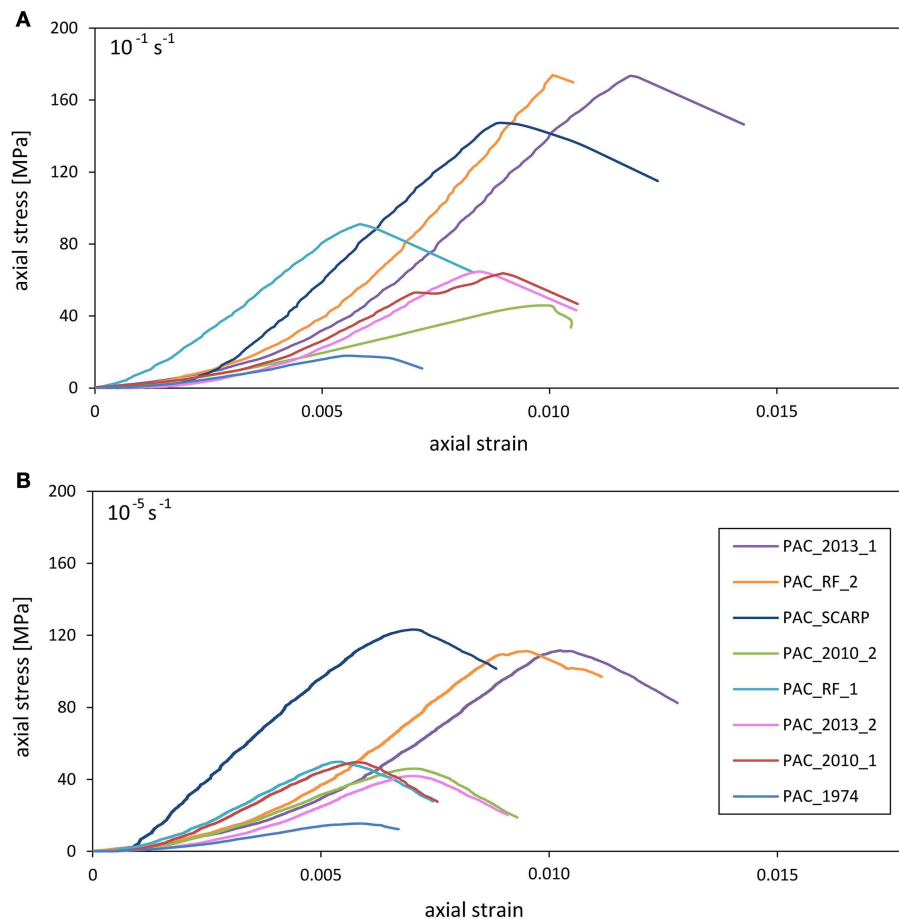 A
10⁻¹ s⁻¹
200
160
120
80
40
0
axial stress [MPa]
0
0.005
0.010
0.015
axial strain
B
10⁻⁵ s⁻¹
200
160
120
80
40
0
axial stress [MPa]
PAC_2013_1
PAC_RF_2
PAC_SCARP
PAC_2010_2
PAC_RF_1
PAC_2013_2
PAC_2010_1
PAC_1974
0
0.005
0.010
0.015
axial strain